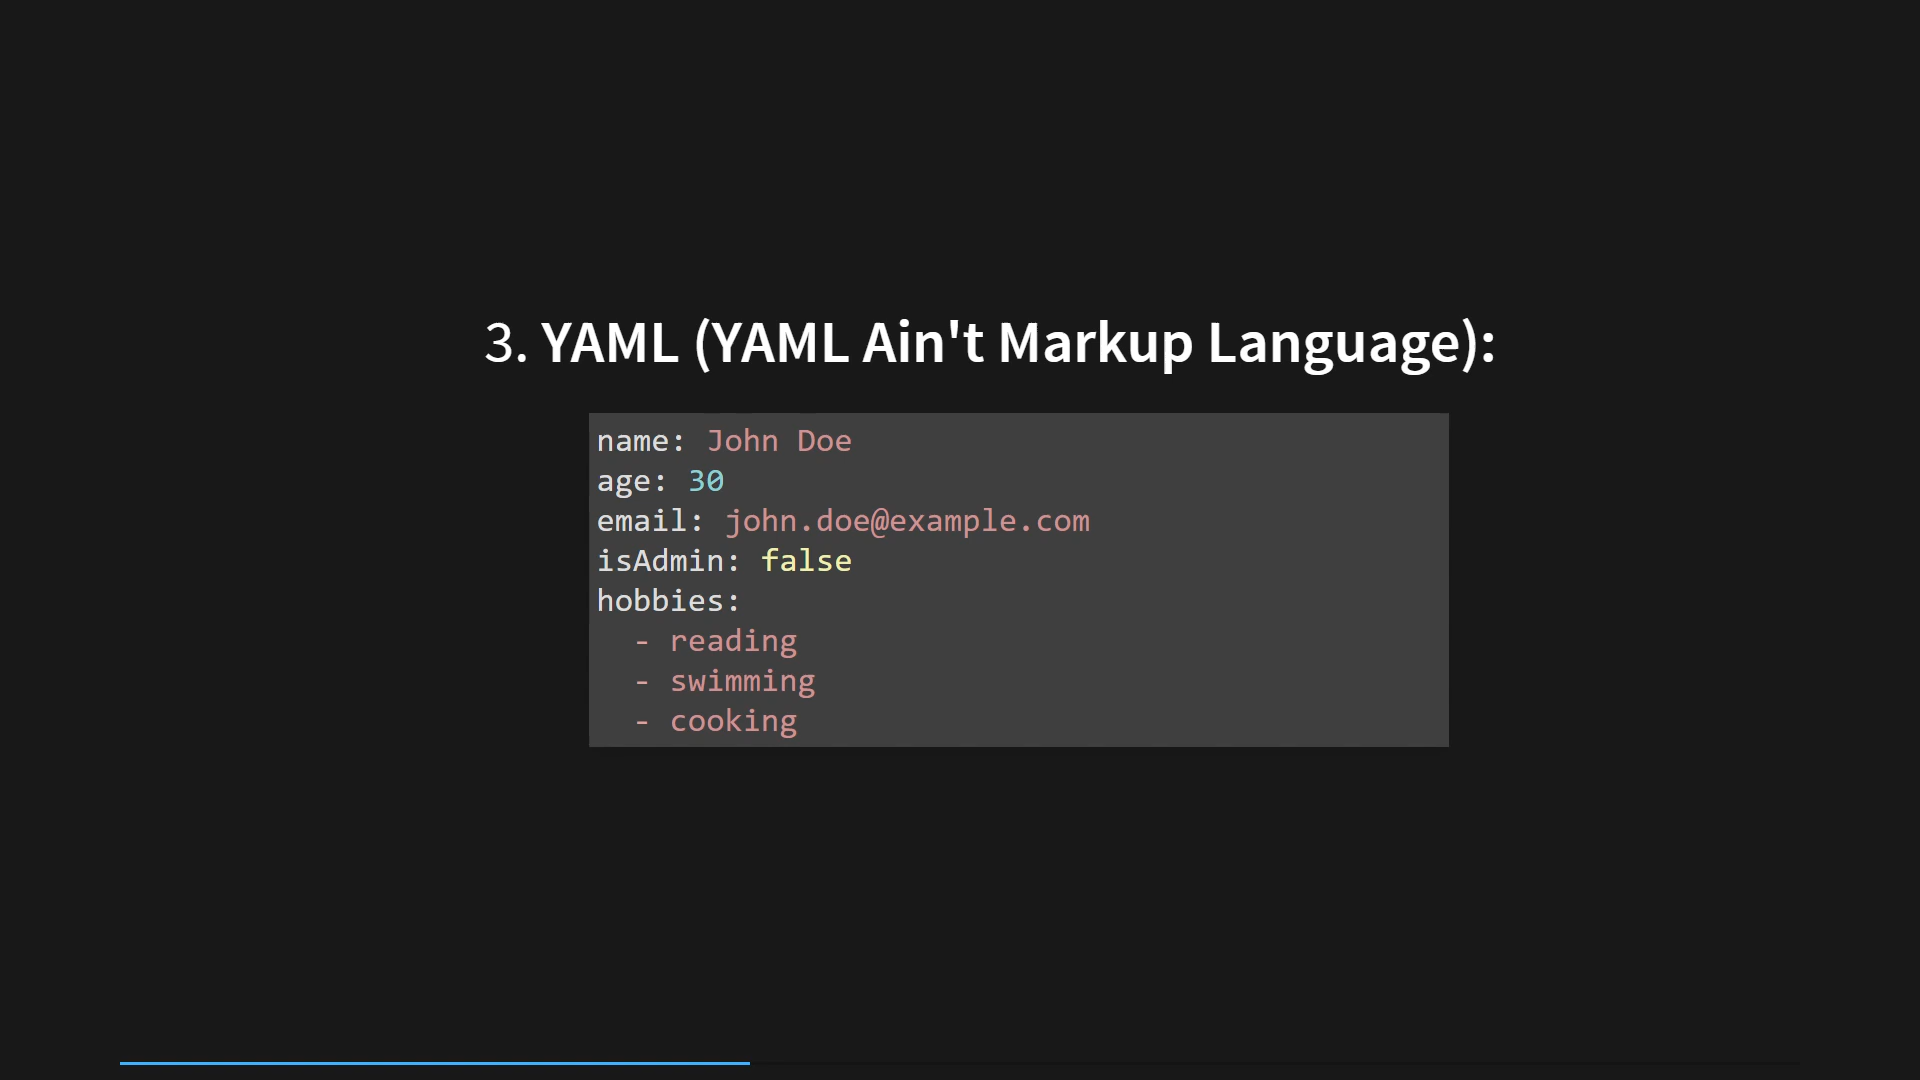 3. YAML (YAML Ain't Markup Language):
name: John Doe
age: 30
email: john.doe@example.com
isAdmin: false
hobbies:
  - reading
  - swimming
  - cooking